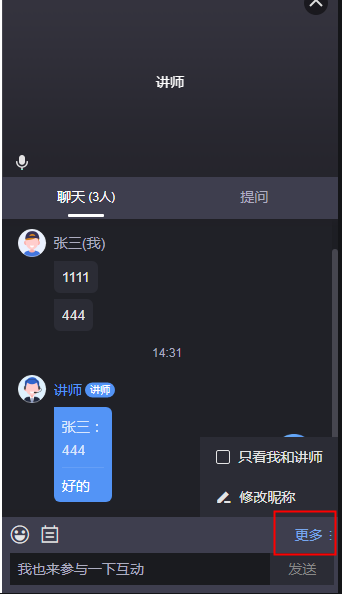 讲师
聊天 (3人) 提问
张三(我)
1111
444
14:31
讲师 讲师
张三：
444
好的
只看我和讲师
修改昵称
更多
我也来参与一下互动 发送